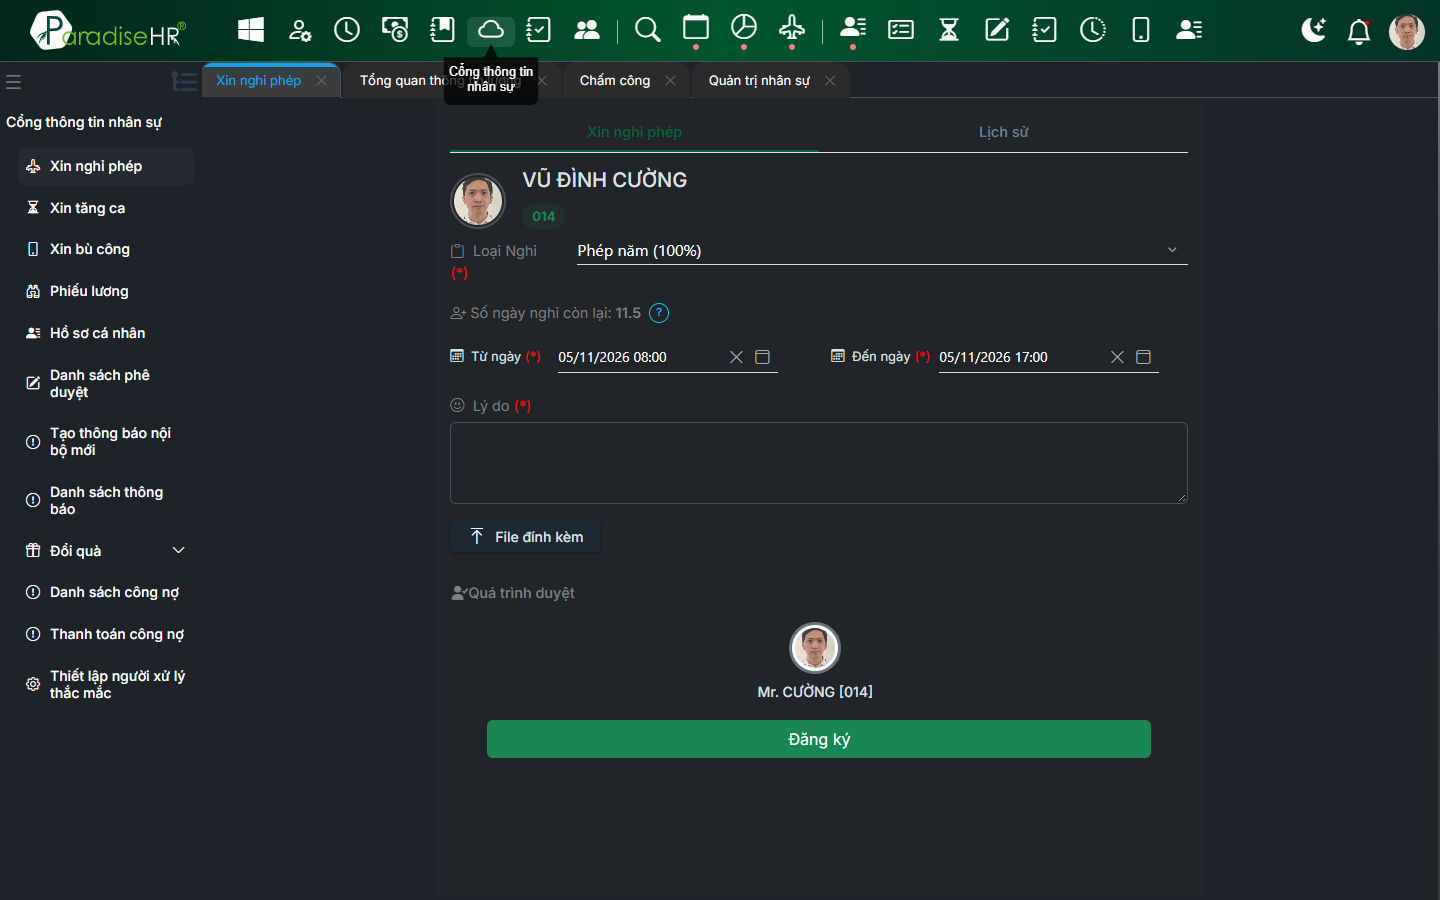 ParadiseHR®
Cổng thông tin
nhân sự
Xin nghỉ phép
Tổng quan
Chấm công
Quản trị nhân sự
Cổng thông tin nhân sự
Xin nghỉ phép
Xin tăng ca
Xin bù công
Phiếu lương
Hồ sơ cá nhân
Danh sách phê
duyệt
Tạo thông báo nội
bộ mới
Danh sách thông
báo
Đổi quà
Danh sách công nợ
Thanh toán công nợ
Thiết lập người xử lý
thắc mắc
Xin nghỉ phép
Lịch sử
VŨ ĐÌNH CƯỜNG
014
Loại Nghỉ
(*)
Phép năm (100%)
Số ngày nghỉ còn lại: 11.5 ?
Từ ngày (*) 05/11/2026 08:00
Đến ngày (*) 05/11/2026 17:00
Lý do (*)
File đính kèm
Quá trình duyệt
Mr. CƯỜNG [014]
Đăng ký